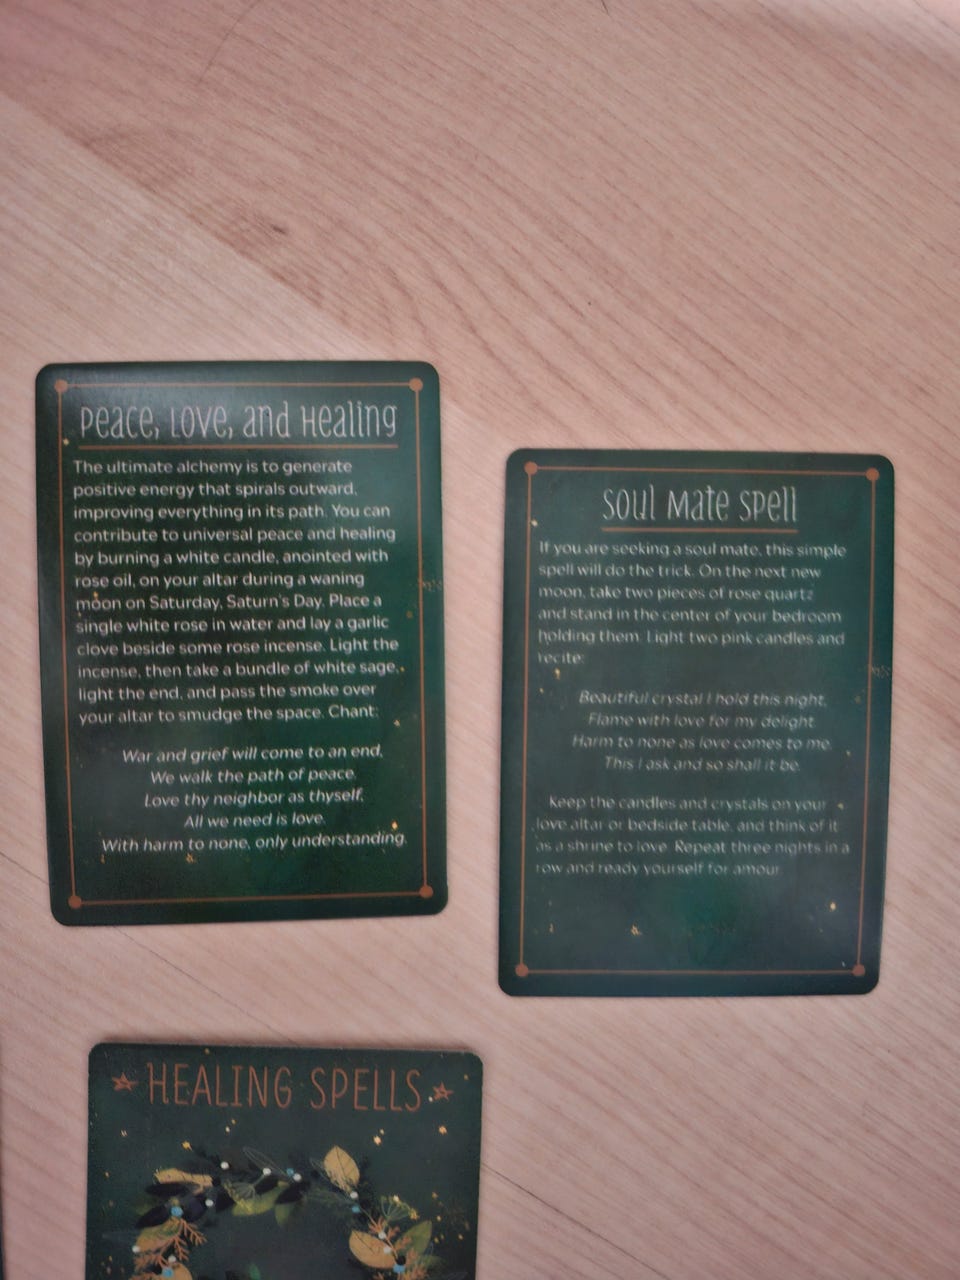 Peace, Love, and Healing
The ultimate alchemy is to generate
positive energy that spirals outward,
improving everything in its path. You can
contribute to universal peace and healing
by burning a white candle, anointed with
rose oil, on your altar during a waning
moon on Saturday, Saturn's Day. Place a
single white rose in water and lay a garlic
clove beside some rose incense. Light the
incense, then take a bundle of white sage,
light the end, and pass the smoke over
your altar to smudge the space. Chant:
War and grief will come to an end,
We walk the path of peace.
Love thy neighbor as thyself,
All we need is love.
With harm to none, only understanding.
Soul Mate Spell
If you are seeking a soul mate, this simple
spell will do the trick. On the next new
moon, take two pieces of rose quartz
and stand in the center of your bedroom
holding them. Light two pink candles and
recite:
Beautiful crystal I hold this night,
Flame with love for my delight
Harm to none as love comes to me.
This I ask and so shall it be.
Keep the candles and crystals on your
love altar or bedside table, and think of it
as a shrine to love. Repeat three nights in a
row and ready yourself for amour.
HEALING SPELLS